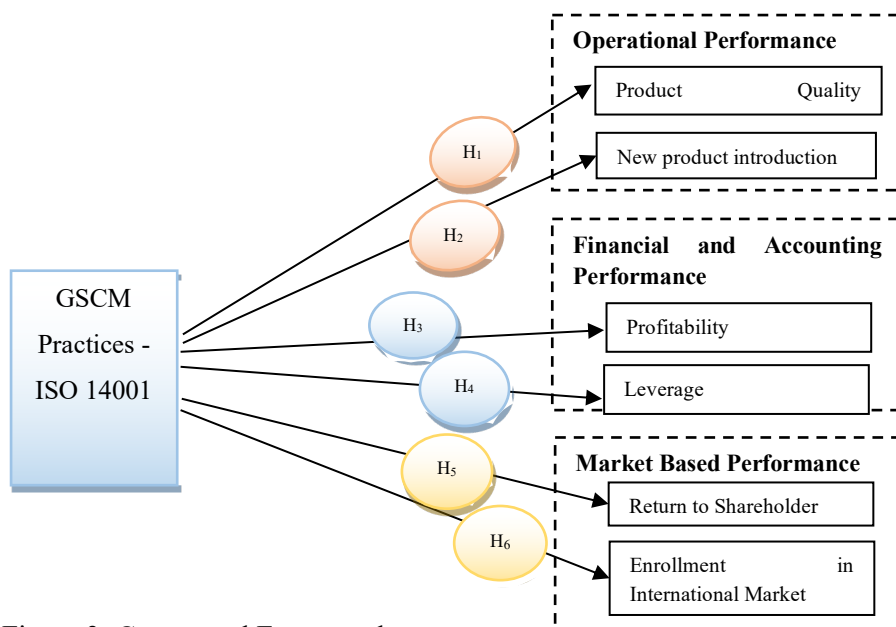 Operational Performance
Product Quality
New product introduction
H1
H2
Financial and Accounting
Performance
Profitability
Leverage
GSCM
Practices -
ISO 14001
H3
H4
Market Based Performance
Return to Shareholder
Enrollment in
International Market
H5
H6